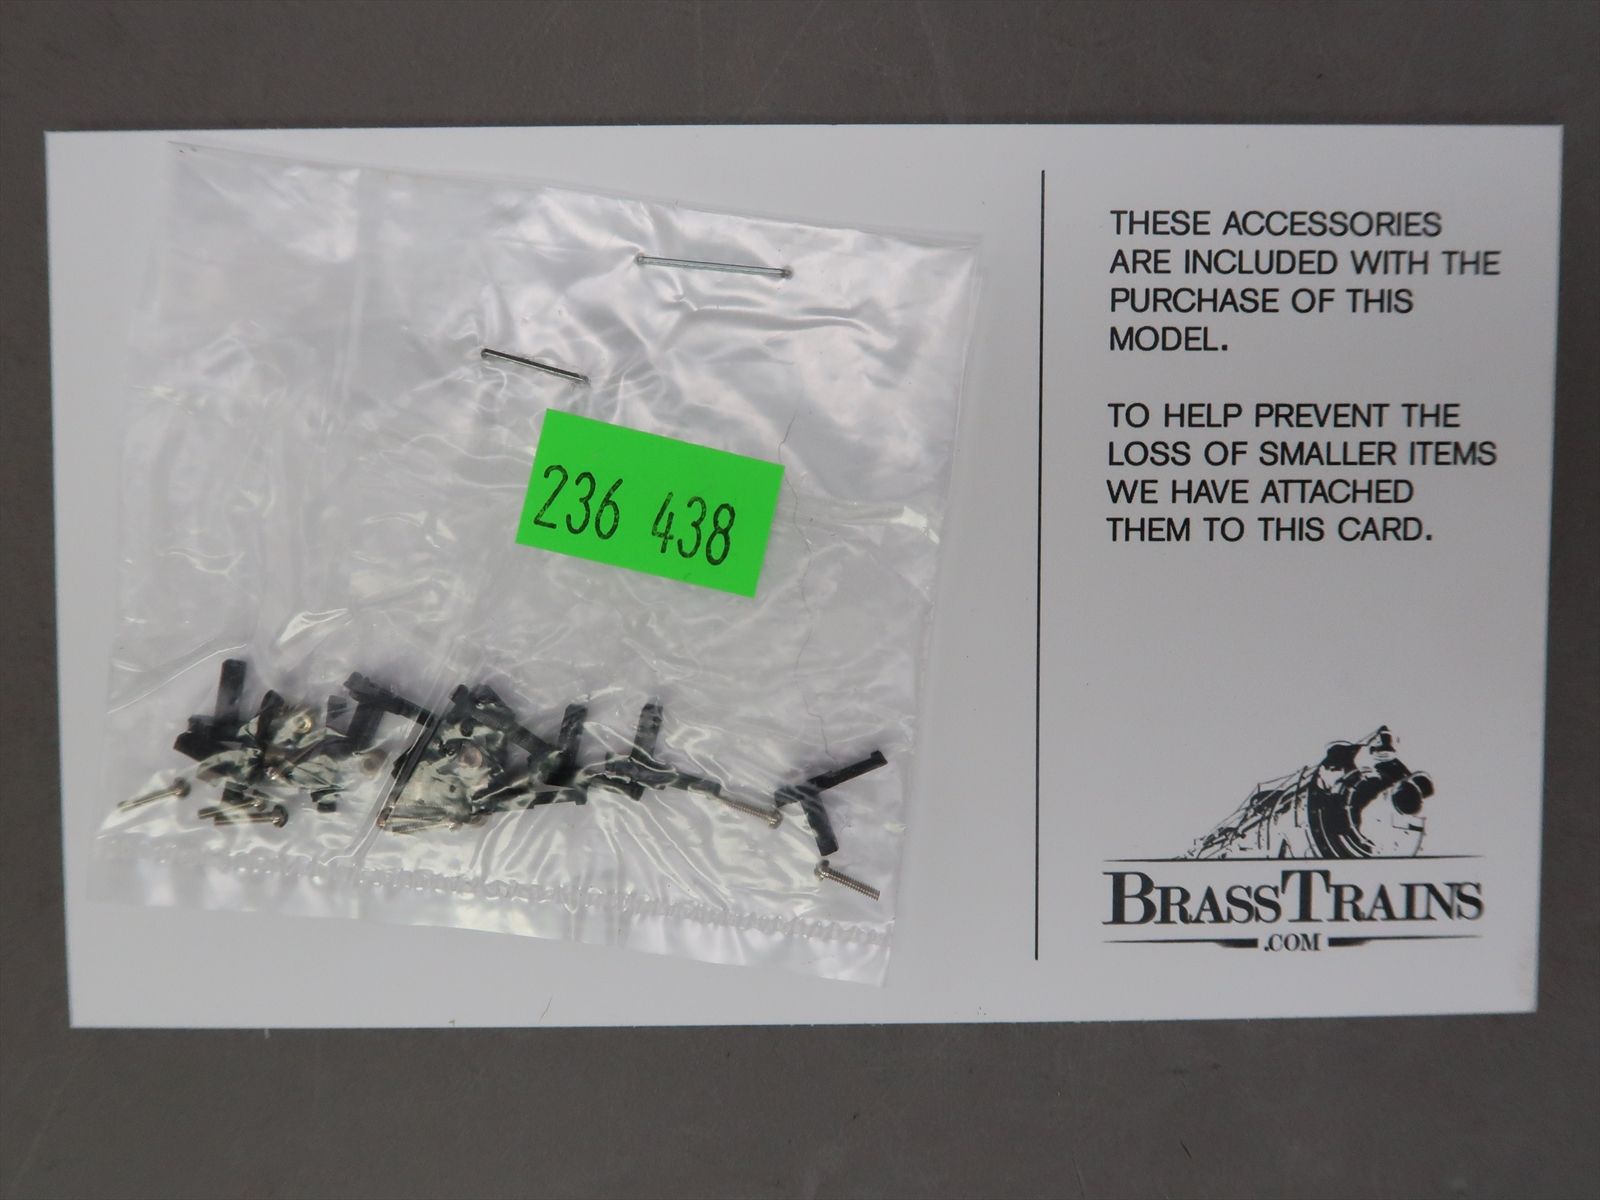 236 438
THESE ACCESSORIES
ARE INCLUDED WITH THE
PURCHASE OF THIS
MODEL.
TO HELP PREVENT THE
LOSS OF SMALLER ITEMS
WE HAVE ATTACHED
THEM TO THIS CARD.
BRASSTRAINS
.COM